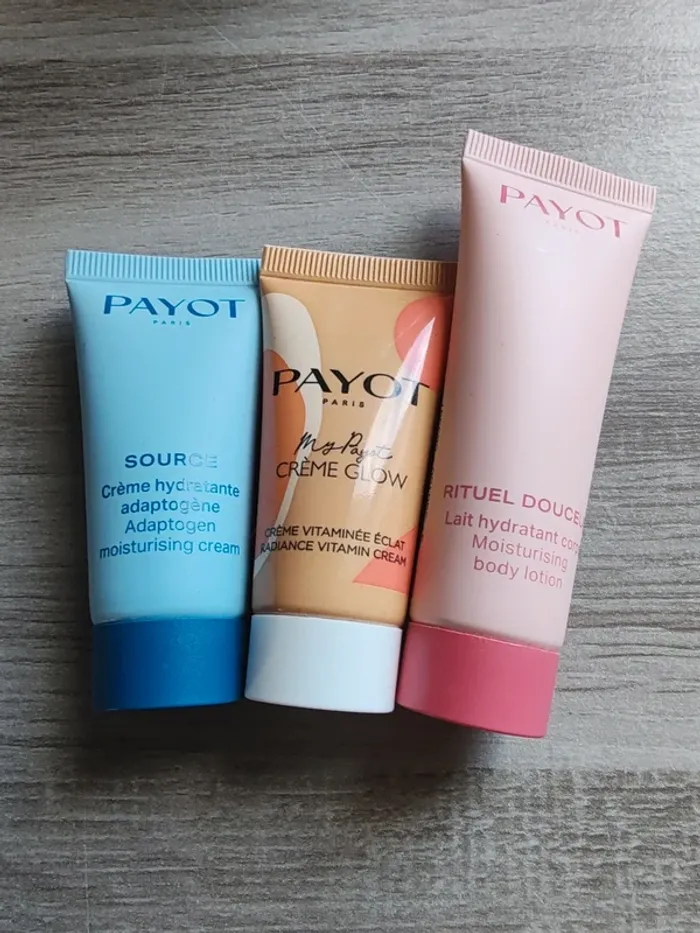 PAYOT
PARIS
SOURCE
Crème hydratante
adaptogène
Adaptogen
moisturising cream
PAYOT
PARIS
My Payot
CRÈME GLOW
CRÈME VITAMINÉE ÉCLAT
RADIANCE VITAMIN CREAM
PAYOT
PARIS
RITUEL DOUCEU
Lait hydratant corp
Moisturising
body lotion